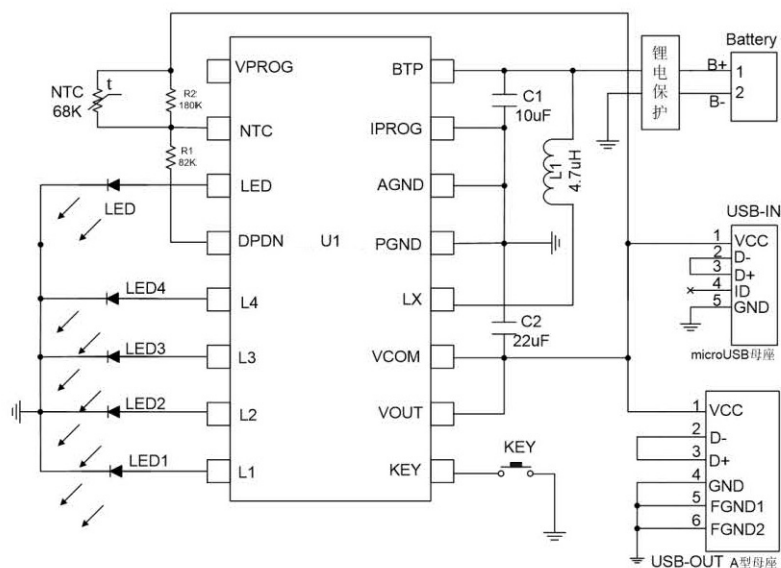 NTC
68K
t
R2
180K
R1
82K
LED
LED4
LED3
LED2
LED1
VPROG
NTC
LED
DPDN
L4
L3
L2
L1
U1
BTP
IPROG
AGND
PGND
LX
VCOM
VOUT
KEY
C1
10uF
L1
4.7uH
C2
22uF
KEY
锂电保护
B+
B-
Battery
1
2
USB-IN
1 VCC
2 D-
3 D+
4 ID
5 GND
microUSB母座
1 VCC
2 D-
3 D+
4 GND
5 FGND1
6 FGND2
USB-OUT A型母座